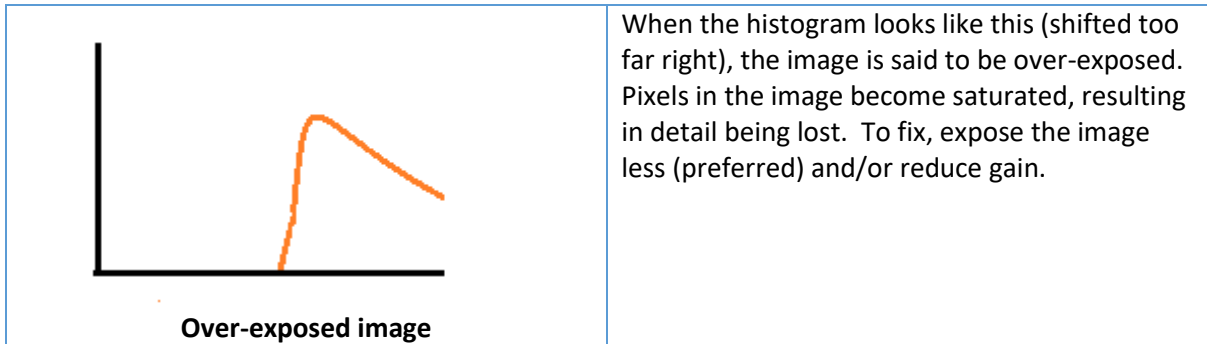 When the histogram looks like this (shifted too
far right), the image is said to be over-exposed.
Pixels in the image become saturated, resulting
in detail being lost.  To fix, expose the image
less (preferred) and/or reduce gain.
Over-exposed image